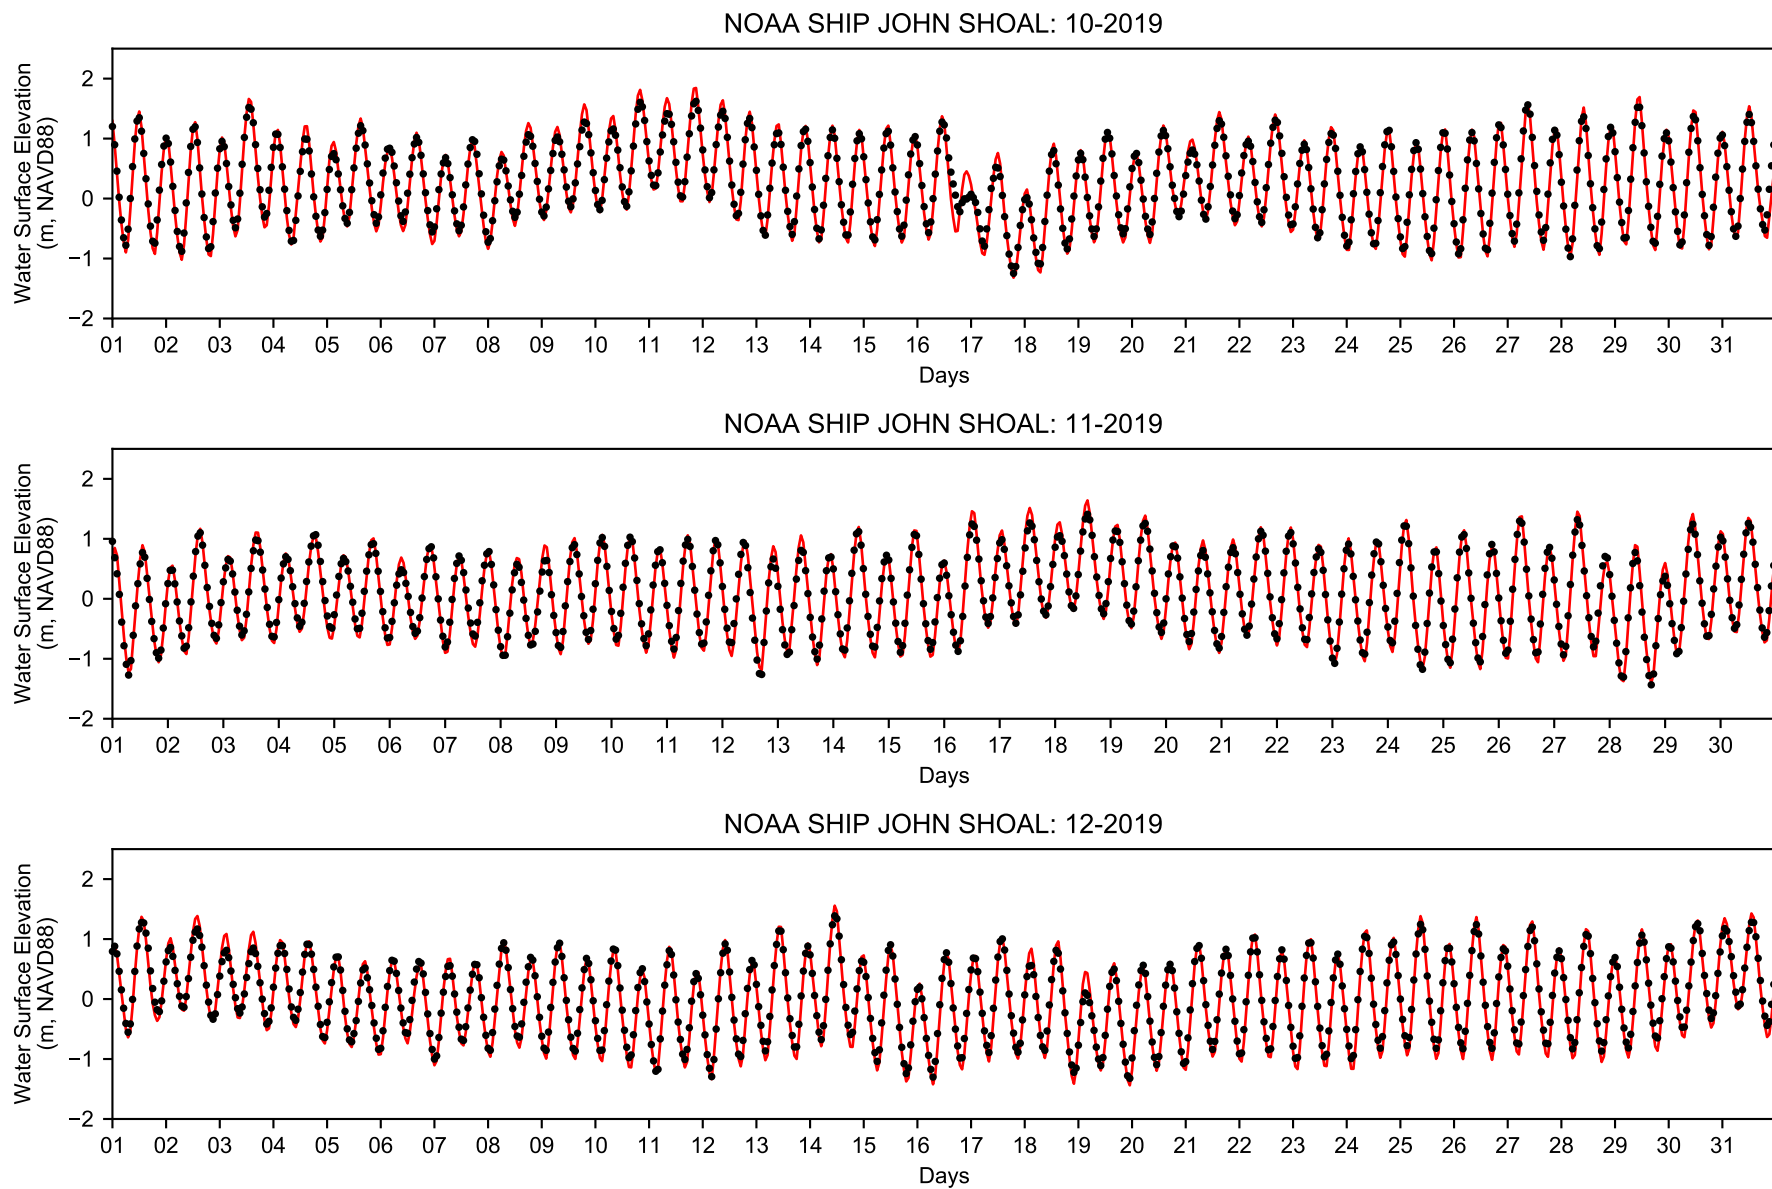 NOAA SHIP JOHN SHOAL: 10-2019
Water Surface Elevation
(m, NAVD88)
2
1
0
−1
−2
01 02 03 04 05 06 07 08 09 10 11 12 13 14 15 16 17 18 19 20 21 22 23 24 25 26 27 28 29 30 31
Days
NOAA SHIP JOHN SHOAL: 11-2019
Water Surface Elevation
(m, NAVD88)
2
1
0
−1
−2
01 02 03 04 05 06 07 08 09 10 11 12 13 14 15 16 17 18 19 20 21 22 23 24 25 26 27 28 29 30
Days
NOAA SHIP JOHN SHOAL: 12-2019
Water Surface Elevation
(m, NAVD88)
2
1
0
−1
−2
01 02 03 04 05 06 07 08 09 10 11 12 13 14 15 16 17 18 19 20 21 22 23 24 25 26 27 28 29 30 31
Days